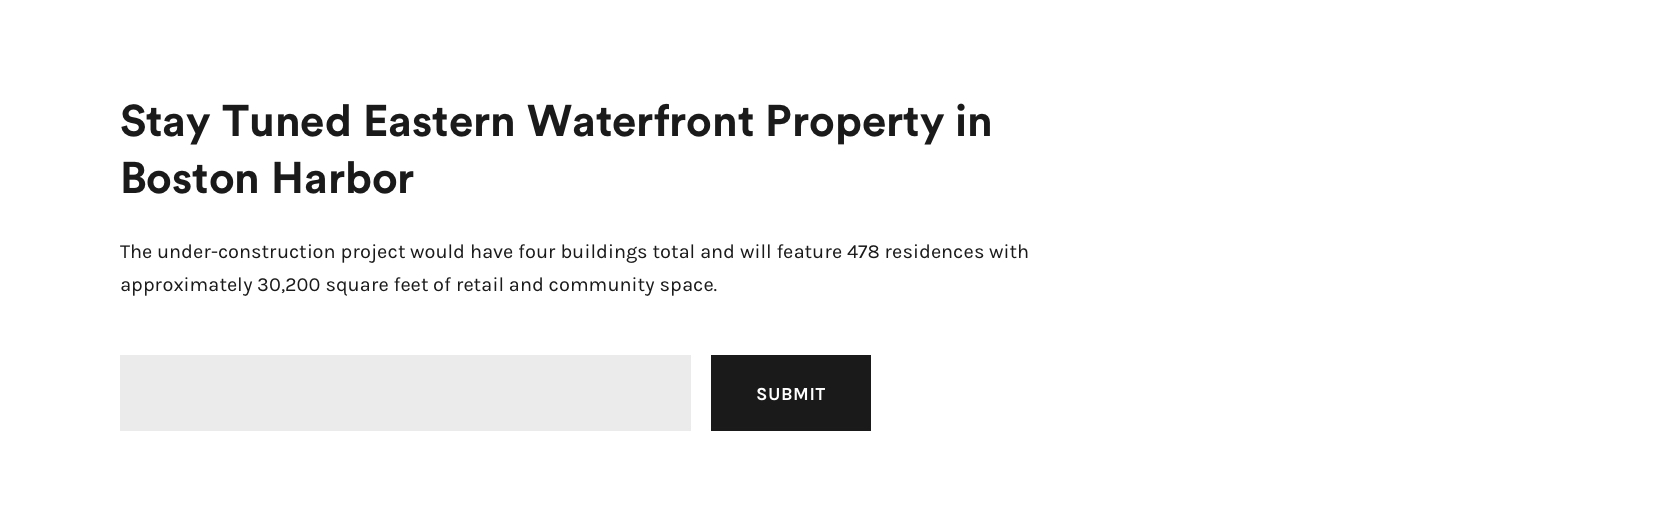 Stay Tuned Eastern Waterfront Property in
Boston Harbor
The under-construction project would have four buildings total and will feature 478 residences with
approximately 30,200 square feet of retail and community space.
SUBMIT